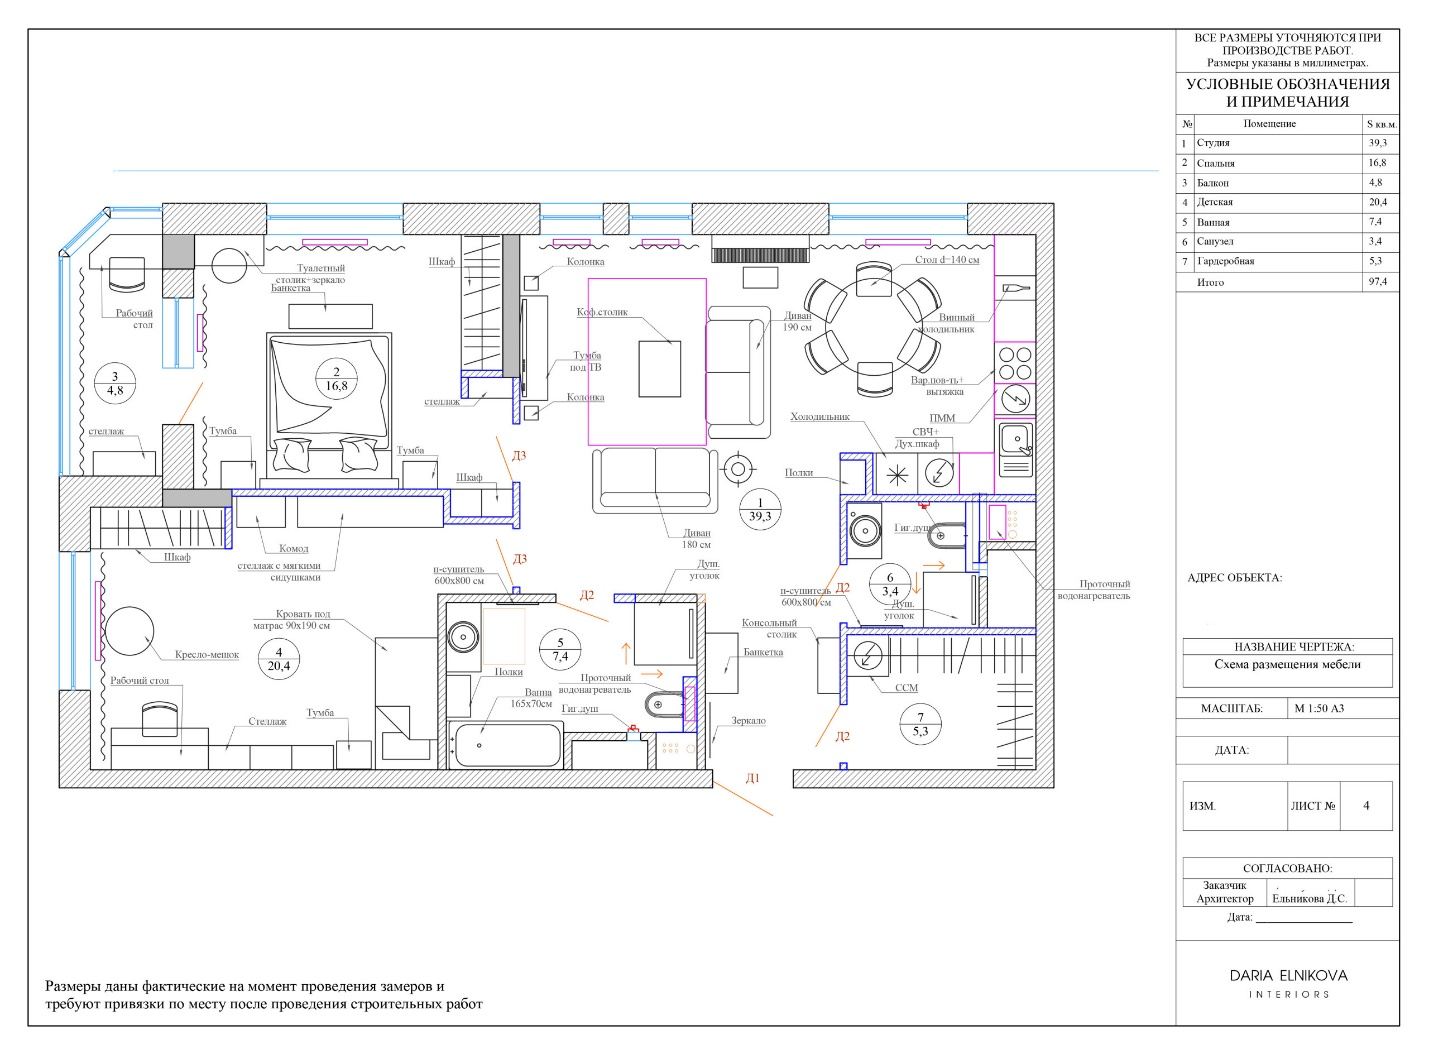 ВСЕ РАЗМЕРЫ УТОЧНЯЮТСЯ ПРИ
ПРОИЗВОДСТВЕ РАБОТ.
Размеры указаны в миллиметрах.
УСЛОВНЫЕ ОБОЗНАЧЕНИЯ
И ПРИМЕЧАНИЯ
№ Помещение S кв.м.
1 Студия 39,3
2 Спальня 16,8
3 Балкон 4,8
4 Детская 20,4
5 Ванная 7,4
6 Санузел 3,4
7 Гардеробная 5,3
Итого 97,4
Туалетный
столик+зеркало
Банкетка
Шкаф
Колонка
Стол d=140 см
Рабочий
стол
Коф.столик
Диван
190 см
Винный
холодильник
3
4,8
2
16,8
Тумба
под ТВ
Вар.пов-ть+
вытяжка
стеллаж
Колонка
Холодильник
ПММ
СВЧ+
Дух.шкаф
стеллаж
Тумба
Тумба
Д3
Шкаф
Полки
1
39,3
Диван
180 см
Гиг.душ
Шкаф
Комод
стеллаж с мягкими
сидушками
Д3
п-сушитель
600х800 см
Душ.
уголок
6
3,4
Д2
Проточный
водонагреватель
п-сушитель
600х800 см
Душ.
уголок
Д2
Кровать под
матрас 90х190 см
Консольный
столик
Кресло-мешок
4
20,4
5
7,4
Банкетка
Рабочий стол
Полки
Проточный
водонагреватель
Ванна
165х70см
Гиг.душ
ССМ
Стеллаж
Тумба
Зеркало
7
5,3
Д2
Д1
АДРЕС ОБЪЕКТА:
НАЗВАНИЕ ЧЕРТЕЖА:
Схема размещения мебели
МАСШТАБ: М 1:50 А3
ДАТА:
ИЗМ. ЛИСТ № 4
СОГЛАСОВАНО:
Заказчик
Архитектор Ельникова Д.С.
Дата:
DARIA ELNIKOVA
INTERIORS
Размеры даны фактические на момент проведения замеров и
требуют привязки по месту после проведения строительных работ